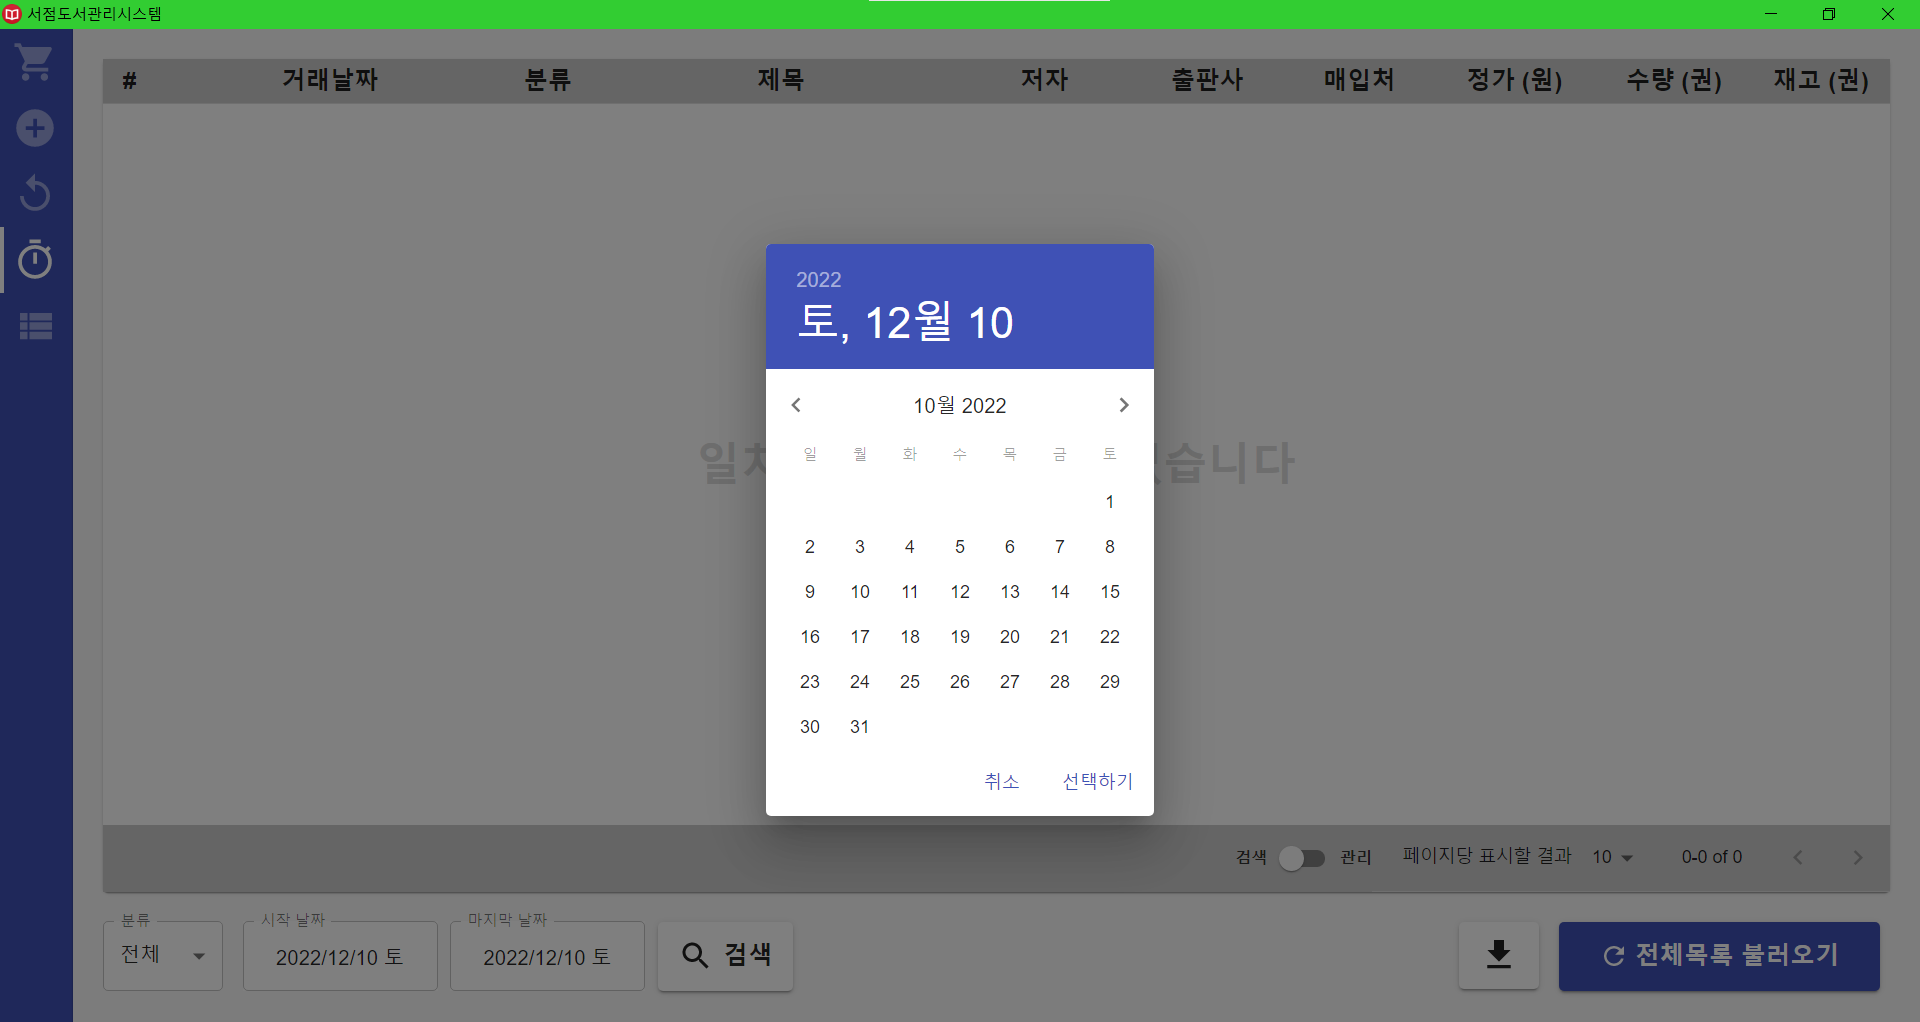 서점도서관리시스템
# 거래날짜 분류 제목 저자 출판사 매입처 정가 (원) 수량 (권) 재고 (권)
2022
토, 12월 10
10월 2022
일 월 화 수 목 금 토
1
2 3 4 5 6 7 8
9 10 11 12 13 14 15
16 17 18 19 20 21 22
23 24 25 26 27 28 29
30 31
취소 선택하기
습니다
검색 관리 페이지당 표시할 결과 10 0-0 of 0
분류 시작 날짜 마지막 날짜
전체 2022/12/10 토 2022/12/10 토 검색 전체목록 불러오기